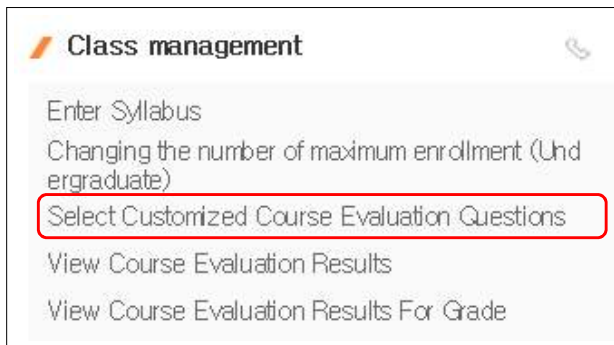 Class management
Enter Syllabus
Changing the number of maximum enrollment (Und
ergraduate)
Select Customized Course Evaluation Questions
View Course Evaluation Results
View Course Evaluation Results For Grade